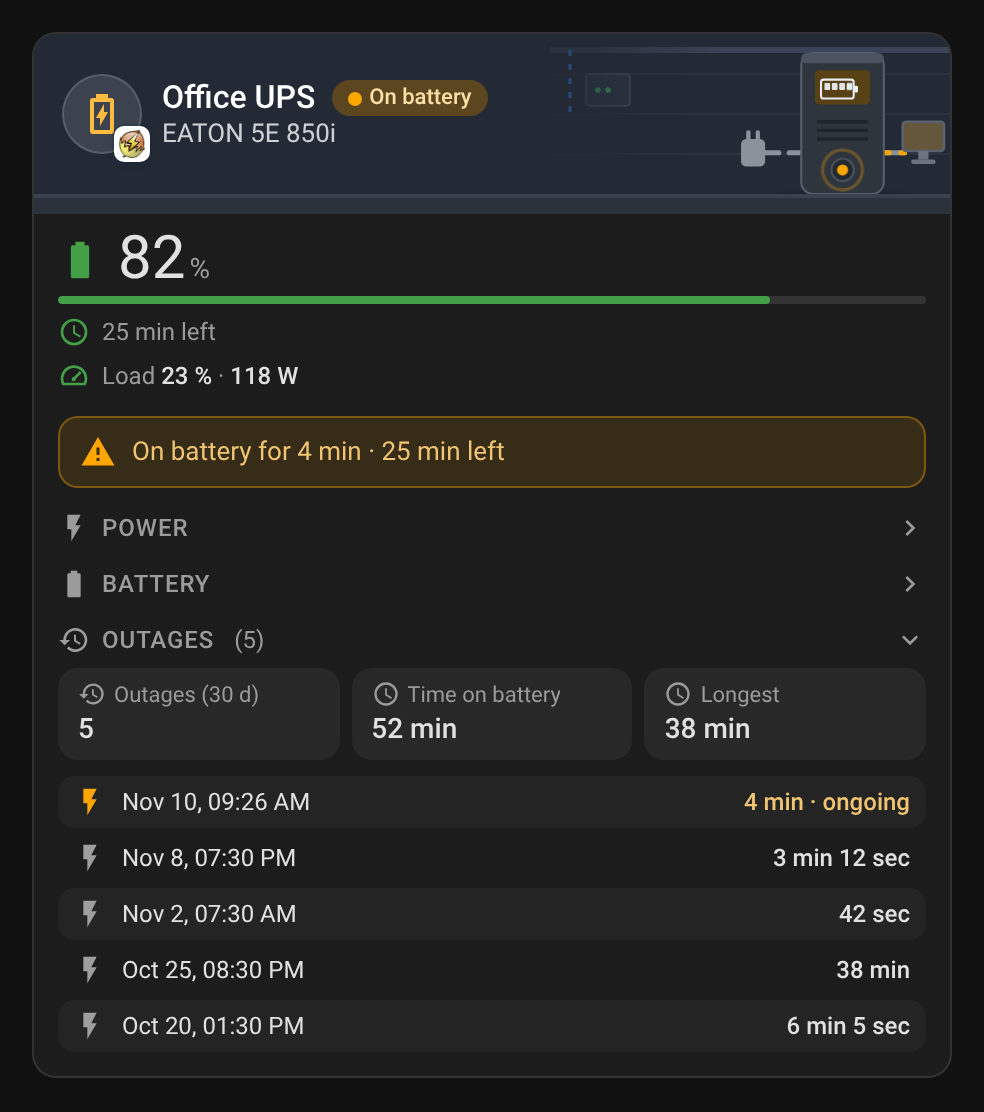 Office UPS
On battery
EATON 5E 850i
82 %
25 min left
Load 23 % · 118 W
On battery for 4 min · 25 min left
POWER
BATTERY
OUTAGES (5)
Outages (30 d)
5
Time on battery
52 min
Longest
38 min
Nov 10, 09:26 AM
4 min · ongoing
Nov 8, 07:30 PM
3 min 12 sec
Nov 2, 07:30 AM
42 sec
Oct 25, 08:30 PM
38 min
Oct 20, 01:30 PM
6 min 5 sec